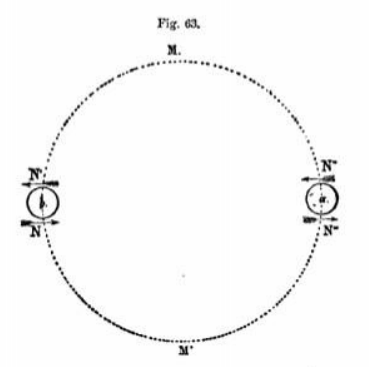 Fig. 63.
M.
N' N"
b. a.
N N'"
M'